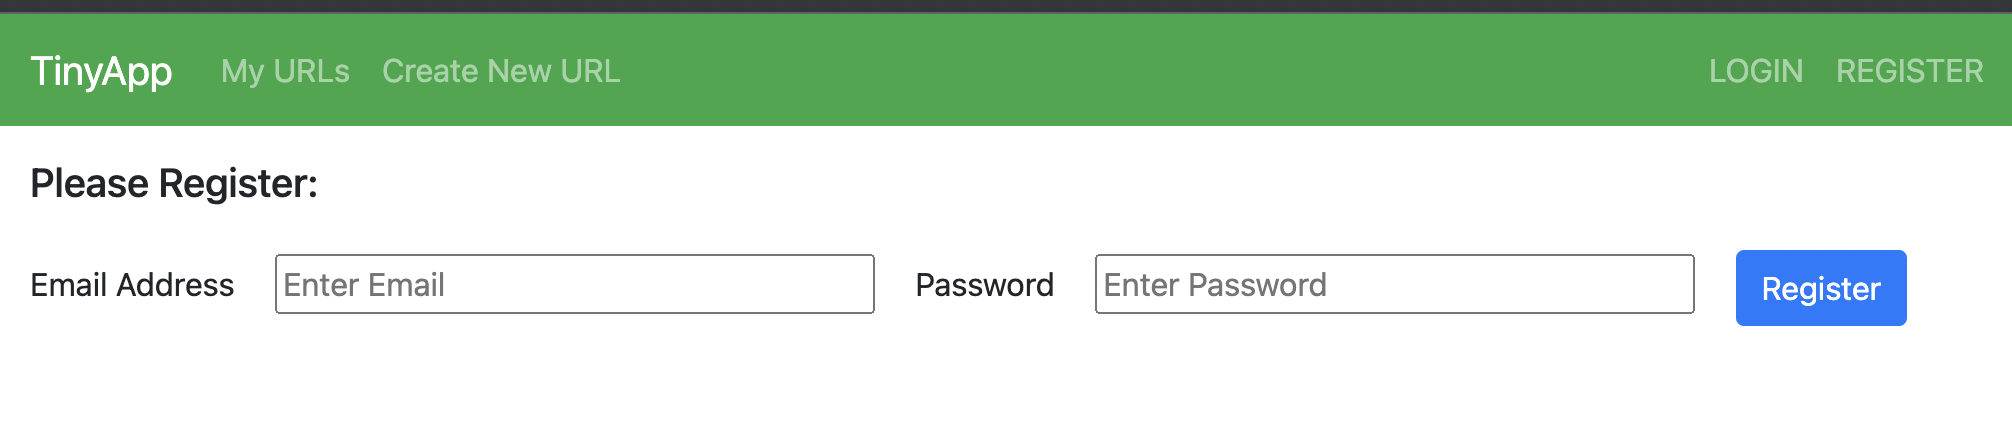 TinyApp My URLs Create New URL LOGIN REGISTER
Please Register:
Email Address Enter Email Password Enter Password Register